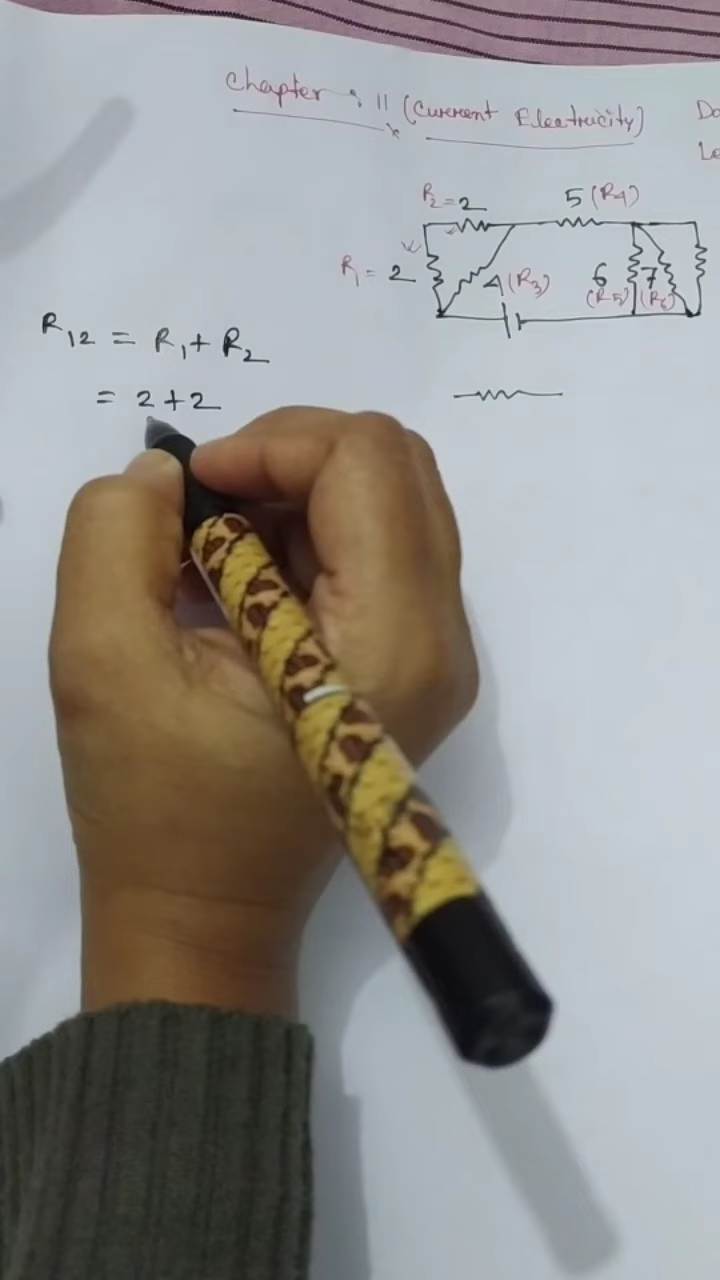 Chapter : 11 (Current Electricity)
R2 = 2
5 (R4)
R1 = 2
4 (R3)
6 (R5)
7 (R6)
R12 = R1 + R2
= 2 + 2